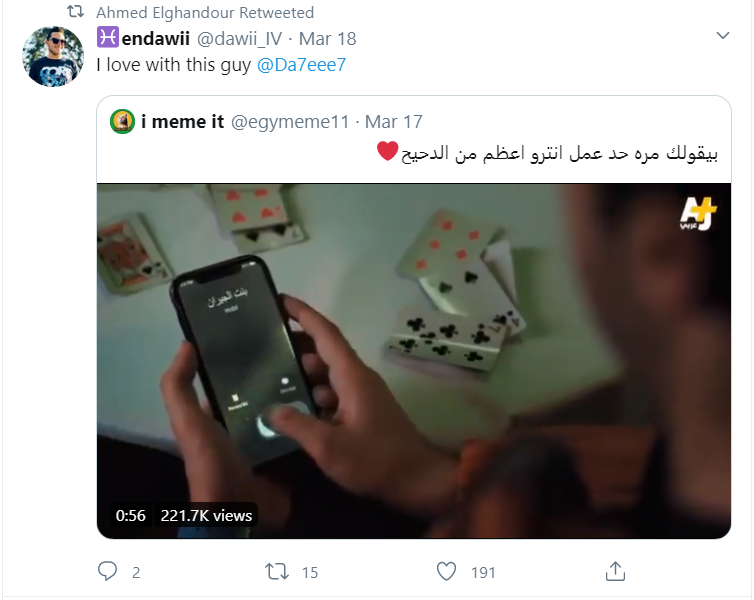 Ahmed Elghandour Retweeted
♓endawii @dawii_IV · Mar 18
I love with this guy @Da7eee7
i meme it @egymeme11 · Mar 17
بيقولك مره حد عمل انترو اعظم من الدحيح❤
عربي
بنت الجيران
0:56 221.7K views
2 15 191